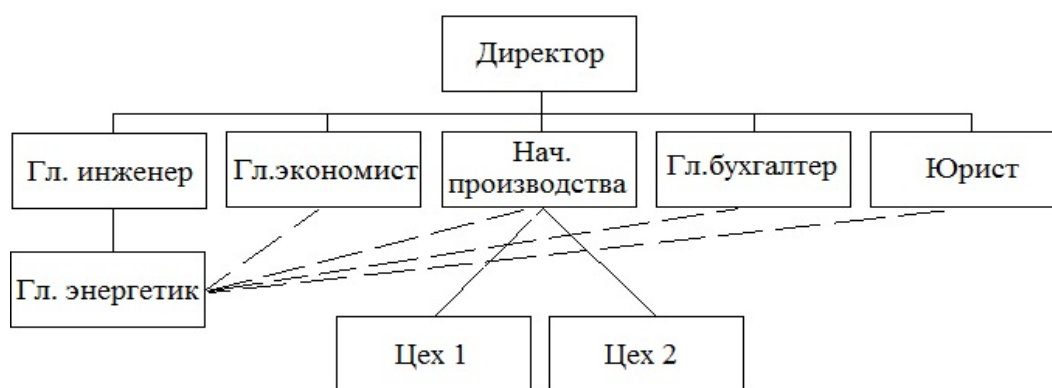 Директор
Гл. инженер
Гл.экономист
Нач.
производства
Гл.бухгалтер
Юрист
Гл. энергетик
Цех 1
Цех 2